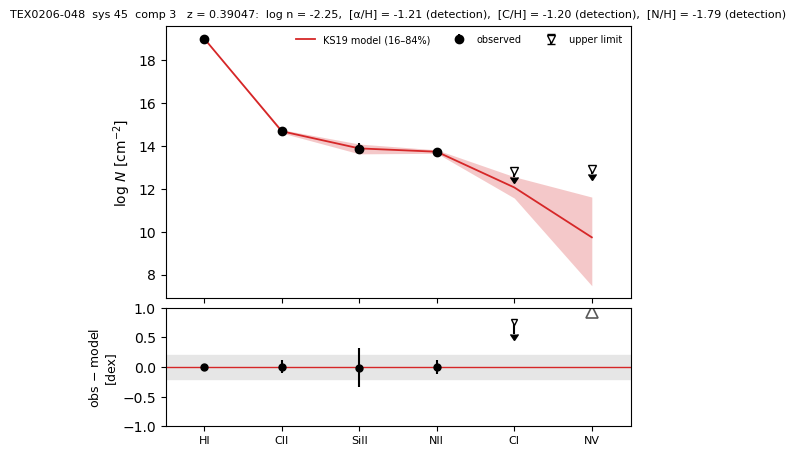 TEX0206-048  sys 45  comp 3   z = 0.39047:  log n = -2.25,  [α/H] = -1.21 (detection),  [C/H] = -1.20 (detection),  [N/H] = -1.79 (detection)
KS19 model (16–84%)
observed
upper limit
log N [cm⁻²]
18
16
14
12
10
8
obs − model
[dex]
1.0
0.5
0.0
−0.5
−1.0
HI
CII
SiII
NII
CI
NV